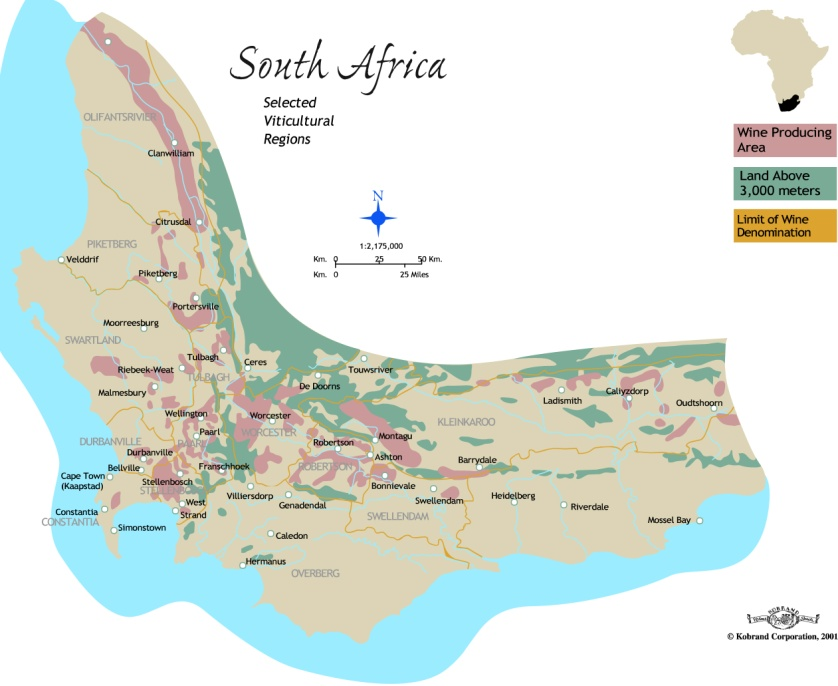 South Africa
Selected
Viticultural
Regions
Wine Producing
Area
Land Above
3,000 meters
Limit of Wine
Denomination
N
1:2,175,000
Km. 0 25 50 Km.
Km. 0 25 Miles
OLIFANTSRIVIER
Clanwilliam
Citrusdal
PIKETBERG
Velddrif
Piketberg
Portersville
Moorreesburg
SWARTLAND
Tulbagh
Ceres
Touwsriver
Riebeek-Weat
TULBAGH
De Doorns
Malmesbury
Ladismith
Caliyzdorp
Oudtshoorn
Wellington
Worcester
KLEINKAROO
Paarl
WORCESTER
Montagu
DURBANVILLE
PAARL
Robertson
Durbanville
Ashton
Bellville
Franschhoek
ROBERTSON
Barrydale
Cape Town
(Kaapstad)
Stellenbosch
STELLENBOSCH
Bonnievale
Villiersdorp
Genadendal
Swellendam
Heidelberg
West
Strand
Riverdale
Constantia
CONSTANTIA
SWELLENDAM
Mossel Bay
Simonstown
Caledon
Hermanus
OVERBERG
KOBRAND
© Kobrand Corporation, 2001